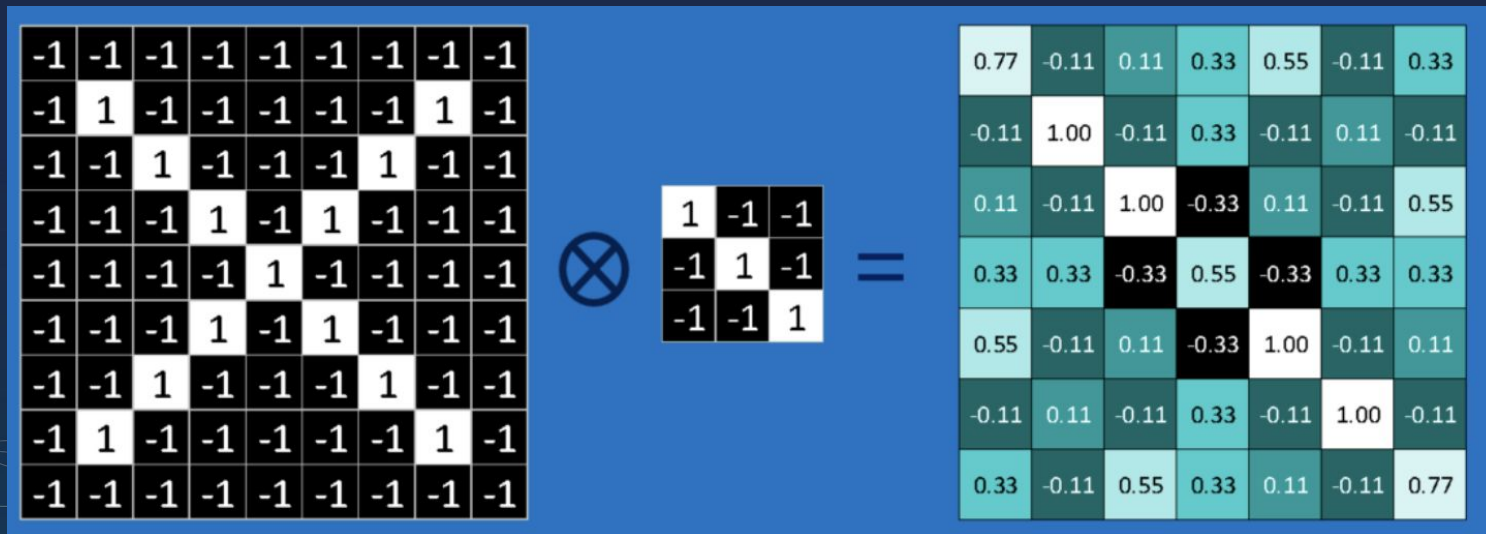 -1 -1 -1 -1 -1 -1 -1 -1 -1
-1 1 -1 -1 -1 -1 -1 1 -1
-1 -1 1 -1 -1 -1 1 -1 -1
-1 -1 -1 1 -1 1 -1 -1 -1
-1 -1 -1 -1 1 -1 -1 -1 -1
-1 -1 -1 1 -1 1 -1 -1 -1
-1 -1 1 -1 -1 -1 1 -1 -1
-1 1 -1 -1 -1 -1 -1 1 -1
-1 -1 -1 -1 -1 -1 -1 -1 -1
⊗
1 -1 -1
-1 1 -1
-1 -1 1
=
0.77 -0.11 0.11 0.33 0.55 -0.11 0.33
-0.11 1.00 -0.11 0.33 -0.11 0.11 -0.11
0.11 -0.11 1.00 -0.33 0.11 -0.11 0.55
0.33 0.33 -0.33 0.55 -0.33 0.33 0.33
0.55 -0.11 0.11 -0.33 1.00 -0.11 0.11
-0.11 0.11 -0.11 0.33 -0.11 1.00 -0.11
0.33 -0.11 0.55 0.33 0.11 -0.11 0.77